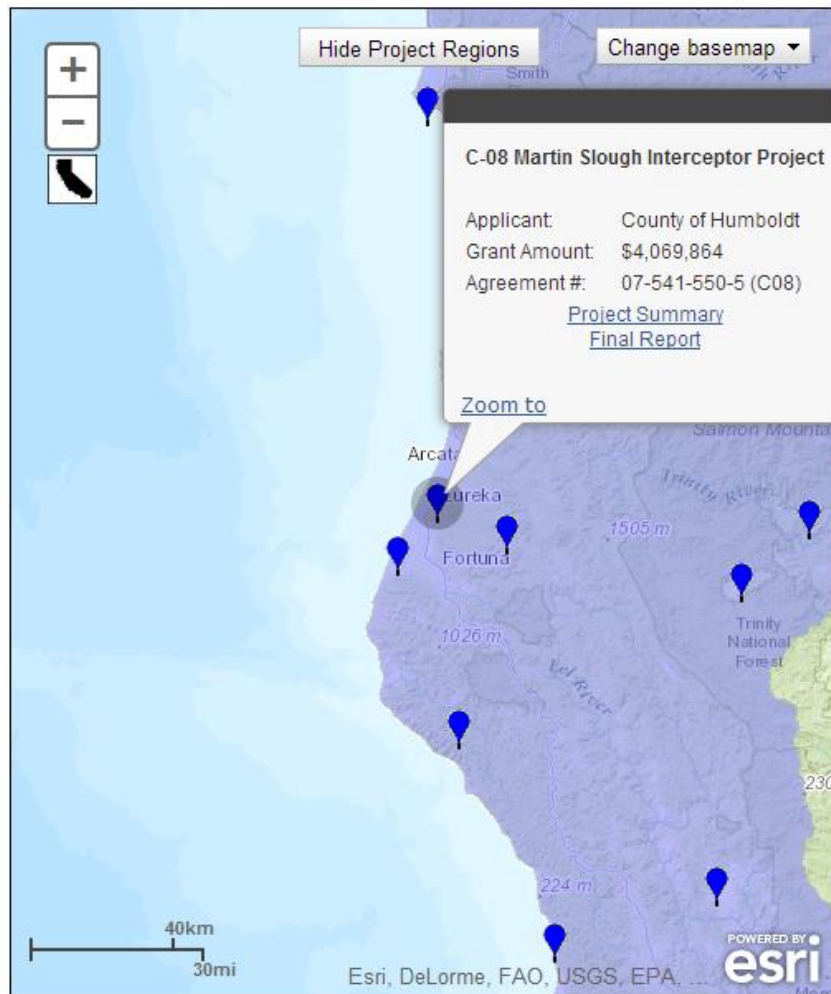 +
Hide Project Regions
Change basemap
−
Smith
C-08 Martin Slough Interceptor Project
Applicant: County of Humboldt
Grant Amount: $4,069,864
Agreement #: 07-541-550-5 (C08)
Project Summary
Final Report
Zoom to
Salmon Mounta
Arcata
Trinity River
Eureka
1505 m
Fortuna
Trinity
National
Forest
1026 m
Eel River
230
224 m
40km
30mi
Esri, DeLorme, FAO, USGS, EPA, ...
POWERED BY
esri